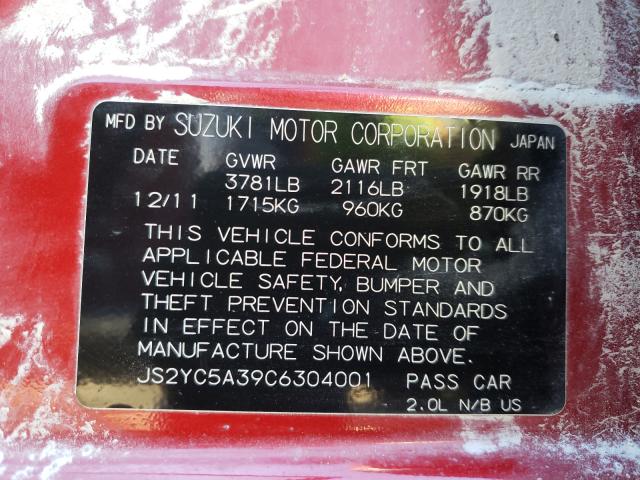 MFD BY SUZUKI MOTOR CORPORATION JAPAN
DATE GVWR GAWR FRT GAWR RR
3781LB 2116LB 1918LB
12/11 1715KG 960KG 870KG
THIS VEHICLE CONFORMS TO ALL
APPLICABLE FEDERAL MOTOR
VEHICLE SAFETY, BUMPER AND
THEFT PREVENTION STANDARDS
IN EFFECT ON THE DATE OF
MANUFACTURE SHOWN ABOVE.
JS2YC5A39C6304001 PASS CAR
2.0L N/B US